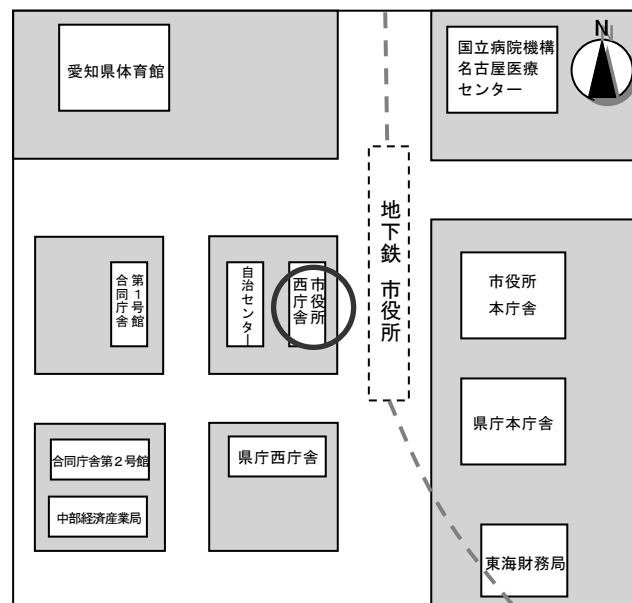 愛知県体育館
国立病院機構
名古屋医療
センター
N
地下鉄 市役所
合同庁舎
第１号館
自治センター
市役所
西庁舎
市役所
本庁舎
県庁本庁舎
合同庁舎第２号館
県庁西庁舎
中部経済産業局
東海財務局